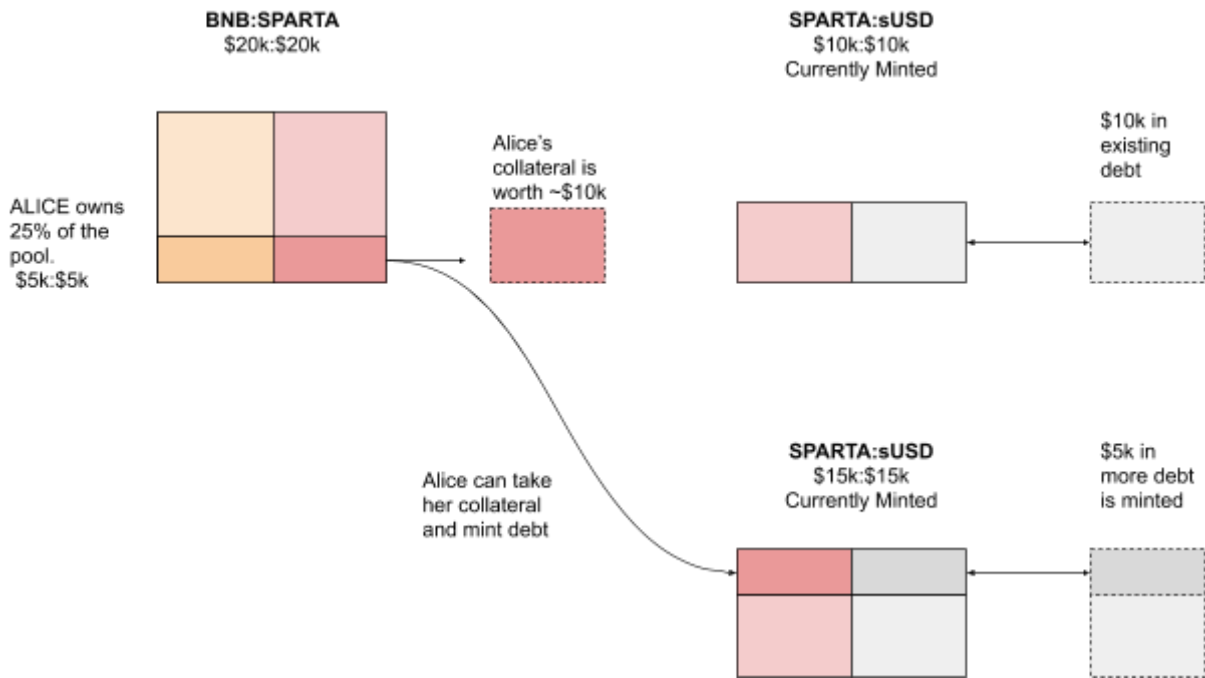 BNB:SPARTA
$20k:$20k
SPARTA:sUSD
$10k:$10k
Currently Minted
ALICE owns
25% of the
pool.
$5k:$5k
Alice's
collateral is
worth ~$10k
$10k in
existing
debt
Alice can take
her collateral
and mint debt
SPARTA:sUSD
$15k:$15k
Currently Minted
$5k in
more debt
is minted